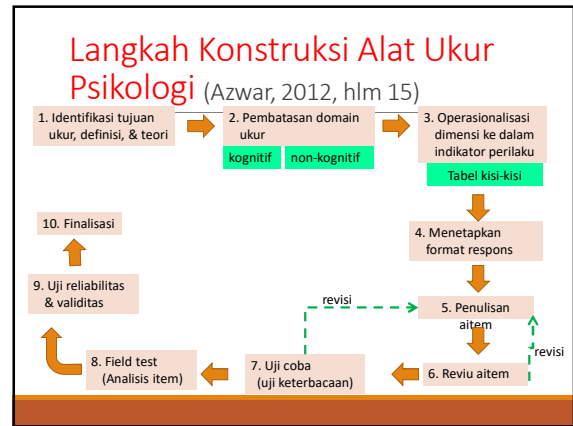 Langkah Konstruksi Alat Ukur
Psikologi (Azwar, 2012, hlm 15)
1. Identifikasi tujuan
ukur, definisi, & teori
2. Pembatasan domain
ukur
kognitif
non-kognitif
3. Operasionalisasi
dimensi ke dalam
indikator perilaku
Tabel kisi-kisi
4. Menetapkan
format respons
5. Penulisan
aitem
revisi
revisi
6. Reviu aitem
7. Uji coba
(uji keterbacaan)
8. Field test
(Analisis item)
9. Uji reliabilitas
& validitas
10. Finalisasi